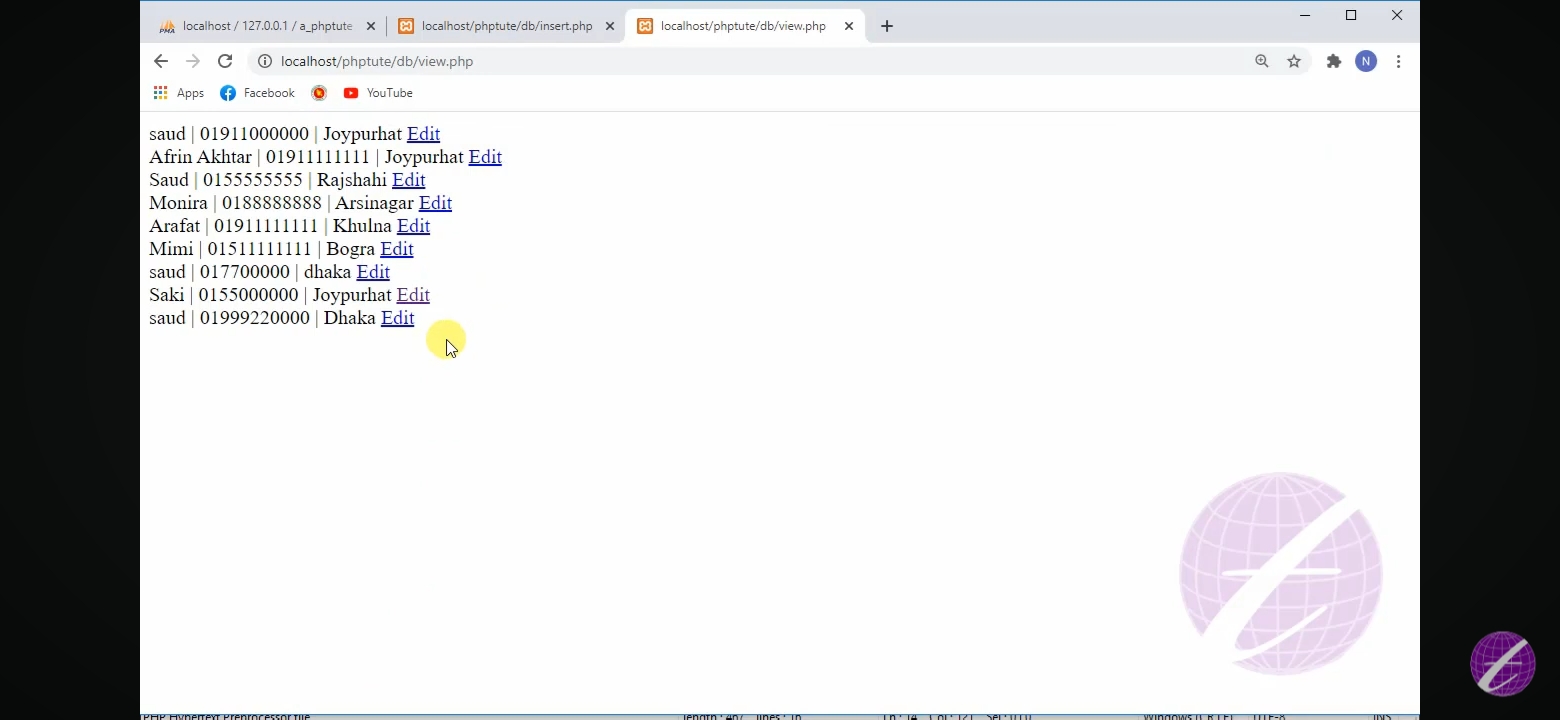 PMA localhost / 127.0.0.1 / a_phptute
localhost/phptute/db/insert.php
localhost/phptute/db/view.php
localhost/phptute/db/view.php
N
Apps Facebook YouTube
saud | 01911000000 | Joypurhat Edit
Afrin Akhtar | 01911111111 | Joypurhat Edit
Saud | 0155555555 | Rajshahi Edit
Monira | 0188888888 | Arsinagar Edit
Arafat | 01911111111 | Khulna Edit
Mimi | 01511111111 | Bogra Edit
saud | 017700000 | dhaka Edit
Saki | 0155000000 | Joypurhat Edit
saud | 01999220000 | Dhaka Edit
PHP Hypertext Preprocessor file